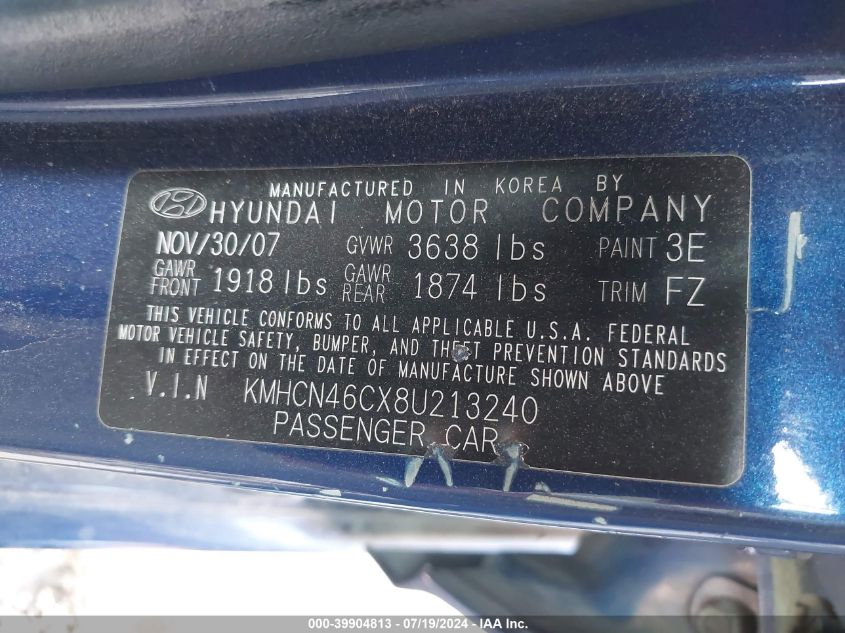 MANUFACTURED IN KOREA BY
HYUNDAI MOTOR COMPANY
NOV/30/07 GVWR 3638 lbs PAINT 3E
GAWR FRONT 1918 lbs GAWR REAR 1874 lbs TRIM FZ
THIS VEHICLE CONFORMS TO ALL APPLICABLE U.S.A. FEDERAL
MOTOR VEHICLE SAFETY, BUMPER, AND THEFT PREVENTION STANDARDS
IN EFFECT ON THE DATE OF MANUFACTURE SHOWN ABOVE
V.I.N KMHCN46CX8U213240
PASSENGER CAR
000-39904813 - 07/19/2024 - IAA Inc.